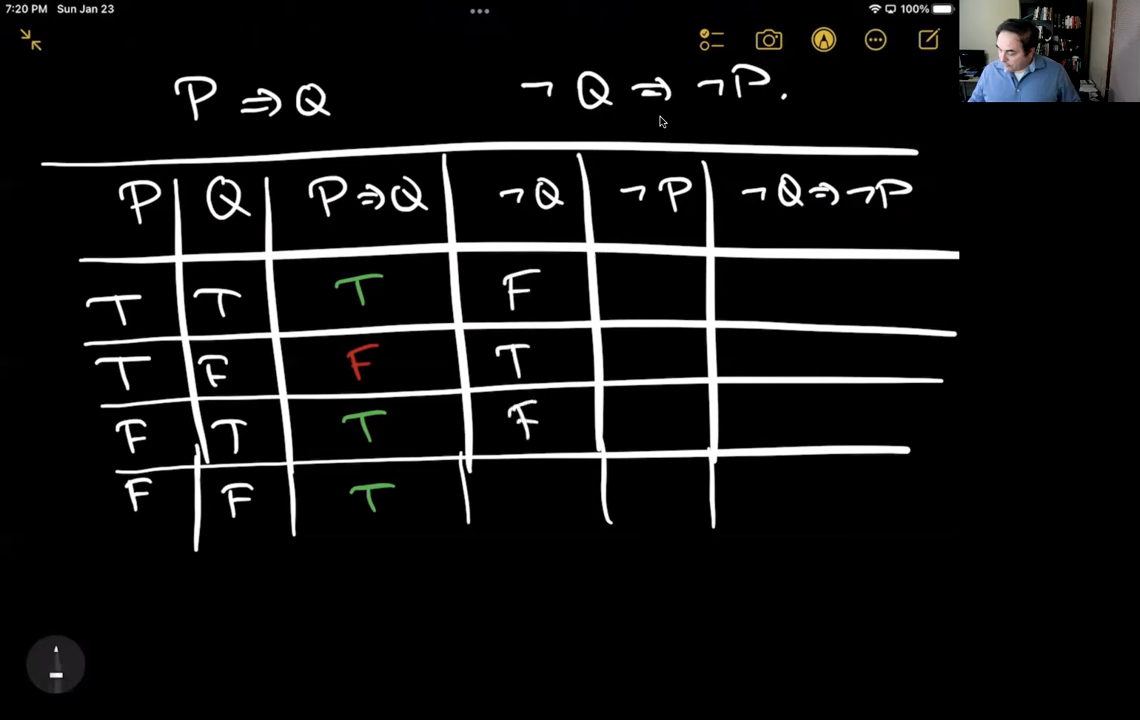 7:20 PM Sun Jan 23
100%
P ⇒ Q ¬ Q ⇒ ¬ P.
P Q P ⇒ Q ¬ Q ¬ P ¬ Q ⇒ ¬ P
T T T F
T F F T
F T T F
F F T